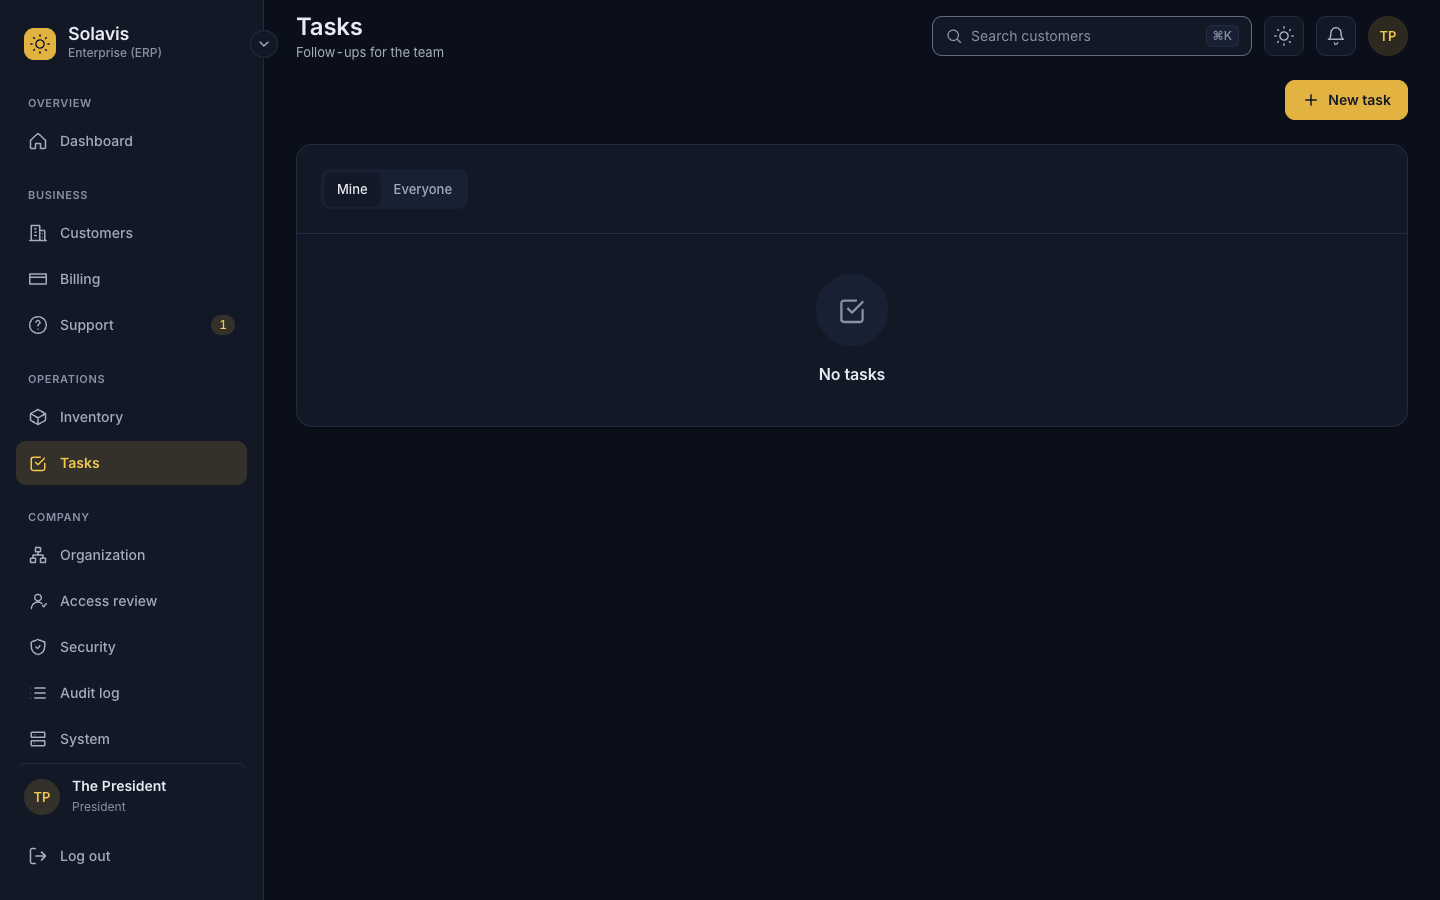 Solavis
Enterprise (ERP)
OVERVIEW
Dashboard
BUSINESS
Customers
Billing
Support 1
OPERATIONS
Inventory
Tasks
COMPANY
Organization
Access review
Security
Audit log
System
TP The President
President
Log out
Tasks
Follow-ups for the team
Search customers ⌘K
TP
New task
Mine Everyone
No tasks